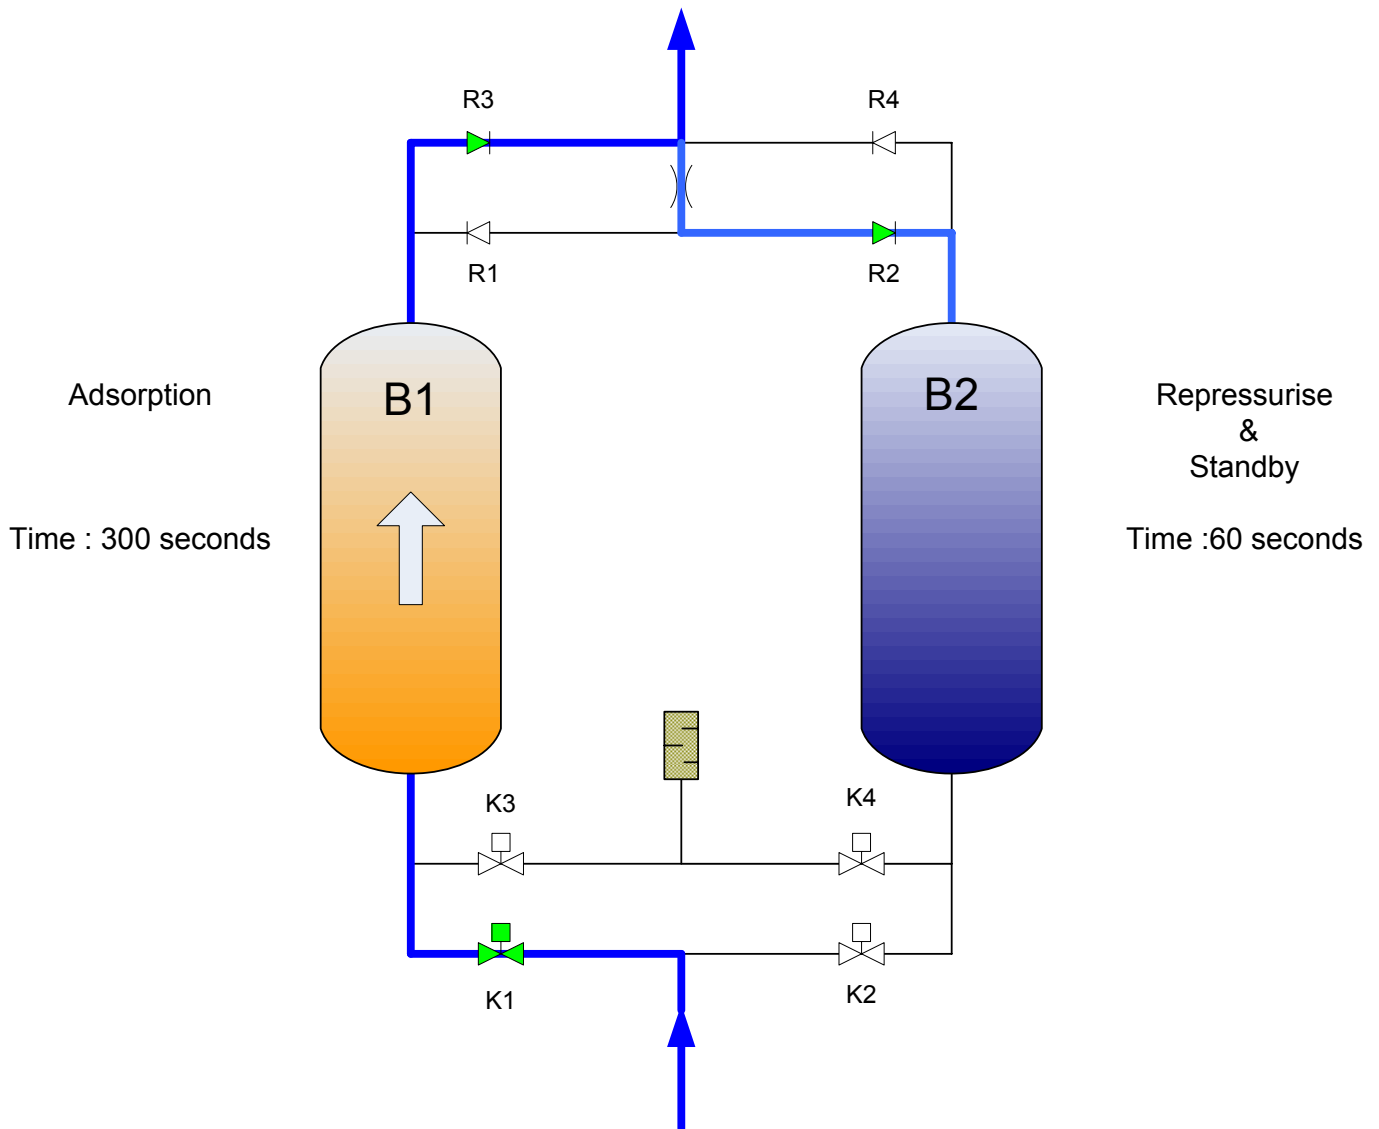 R3
R4
R1
R2
Adsorption
B1
B2
Repressurise
&
Standby
Time : 300 seconds
Time :60 seconds
K3
K4
K1
K2